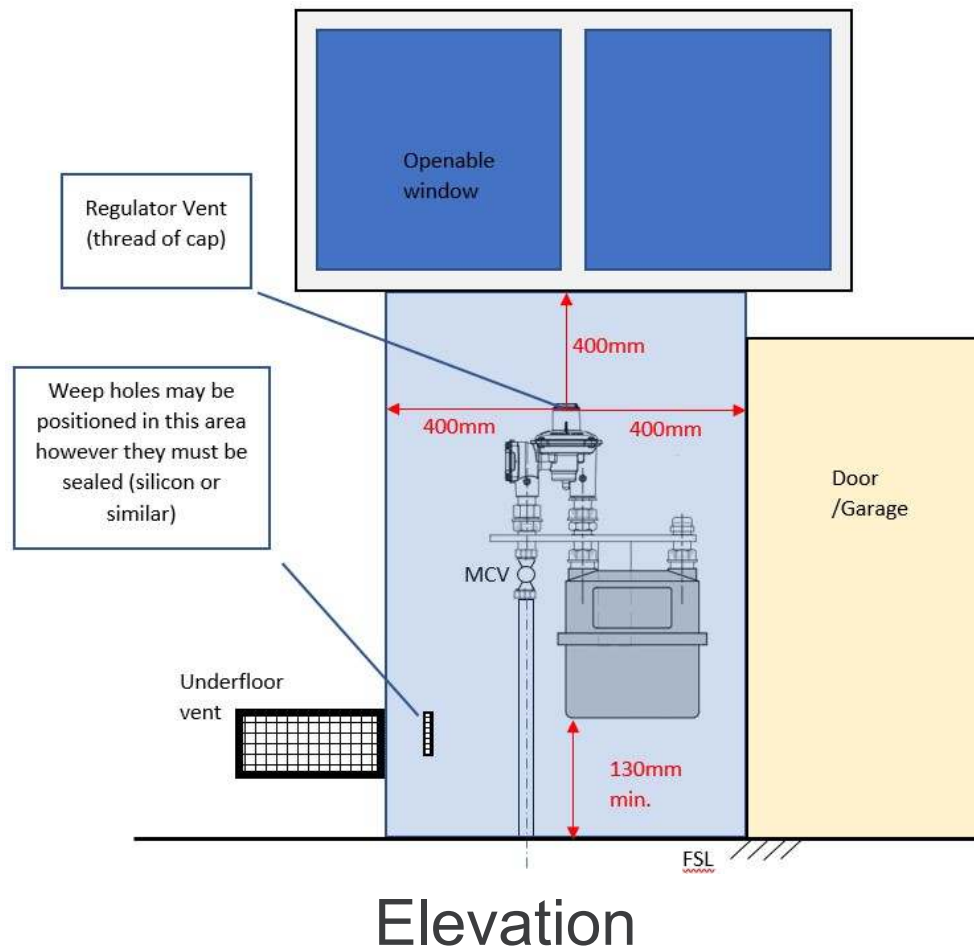 Openable
window
Regulator Vent
(thread of cap)
400mm
400mm
400mm
Weep holes may be
positioned in this area
however they must be
sealed (silicon or
similar)
Door
/Garage
MCV
Underfloor
vent
130mm
min.
FSL
Elevation